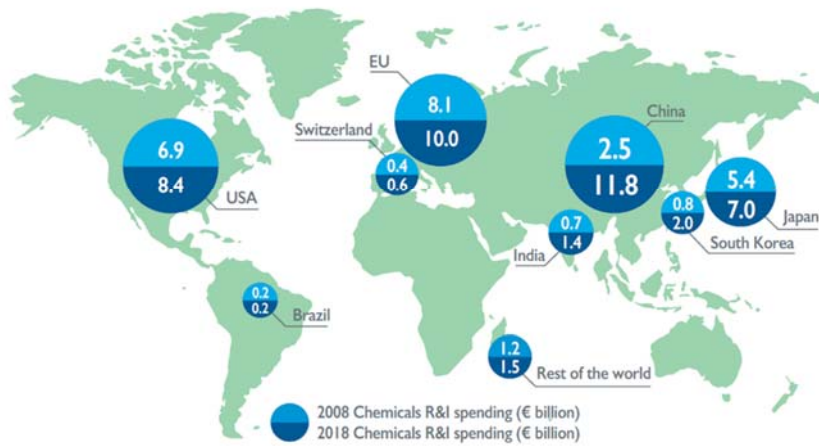 EU
8.1
10.0
China
2.5
11.8
Switzerland
0.4
0.6
6.9
8.4
USA
5.4
7.0
Japan
0.8
2.0
South Korea
0.7
1.4
India
0.2
0.2
Brazil
1.2
1.5
Rest of the world
2008 Chemicals R&I spending (€ billion)
2018 Chemicals R&I spending (€ billion)